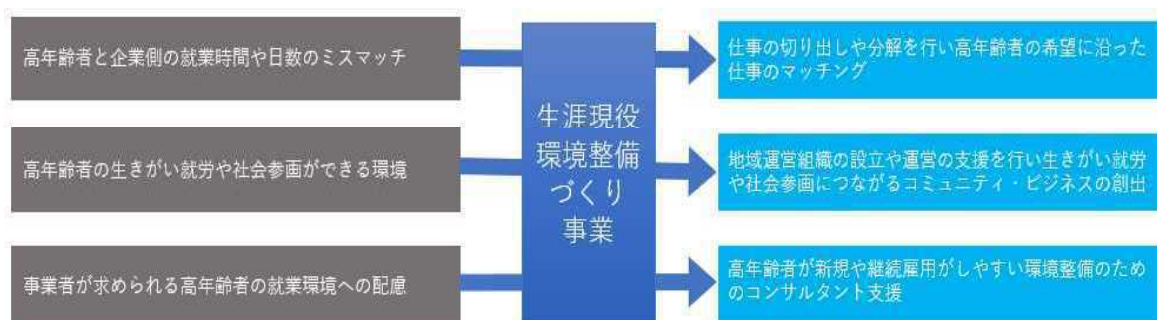 高年齢者と企業側の就業時間や日数のミスマッチ
高年齢者の生きがい就労や社会参画ができる環境
事業者が求められる高年齢者の就業環境への配慮
生涯現役
環境整備
づくり
事業
仕事の切り出しや分解を行い高年齢者の希望に沿った
仕事のマッチング
地域運営組織の設立や運営の支援を行い生きがい就労
や社会参画につながるコミュニティ・ビジネスの創出
高年齢者が新規や継続雇用がしやすい環境整備のため
のコンサルタント支援